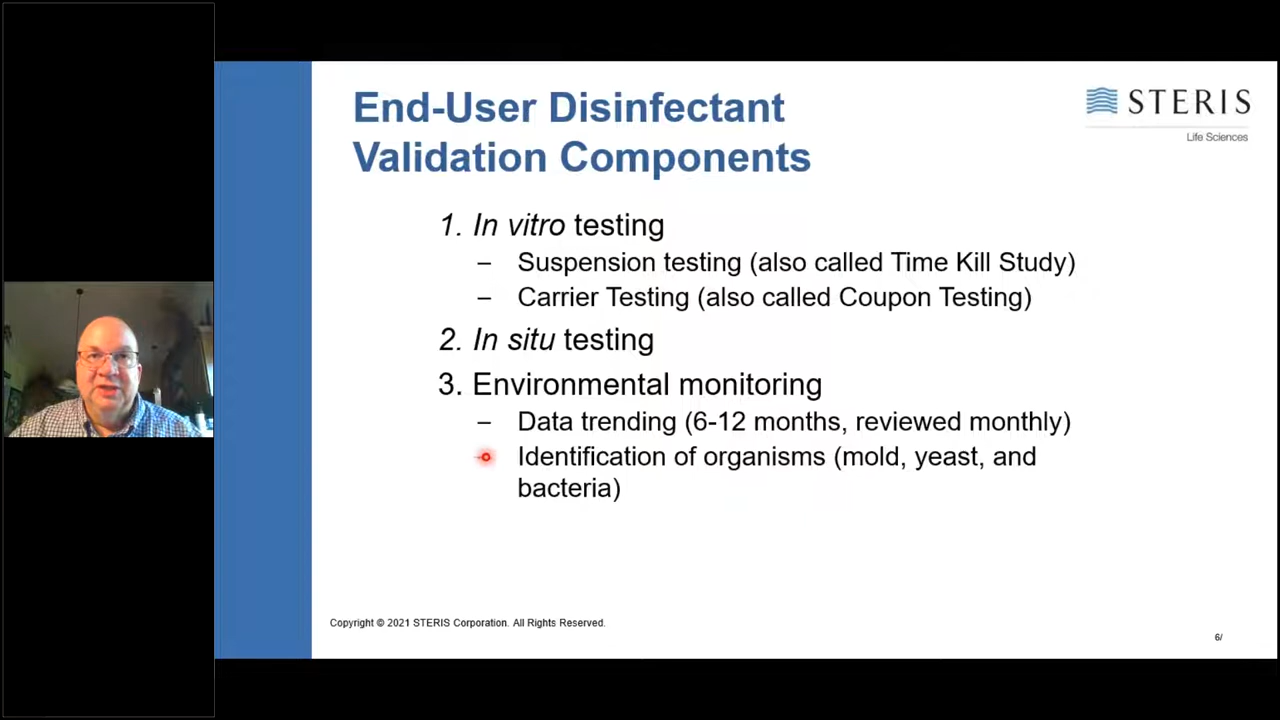 End-User Disinfectant
Validation Components
STERIS
Life Sciences
1. In vitro testing
– Suspension testing (also called Time Kill Study)
– Carrier Testing (also called Coupon Testing)
2. In situ testing
3. Environmental monitoring
– Data trending (6-12 months, reviewed monthly)
Identification of organisms (mold, yeast, and
bacteria)
Copyright © 2021 STERIS Corporation. All Rights Reserved.
6/